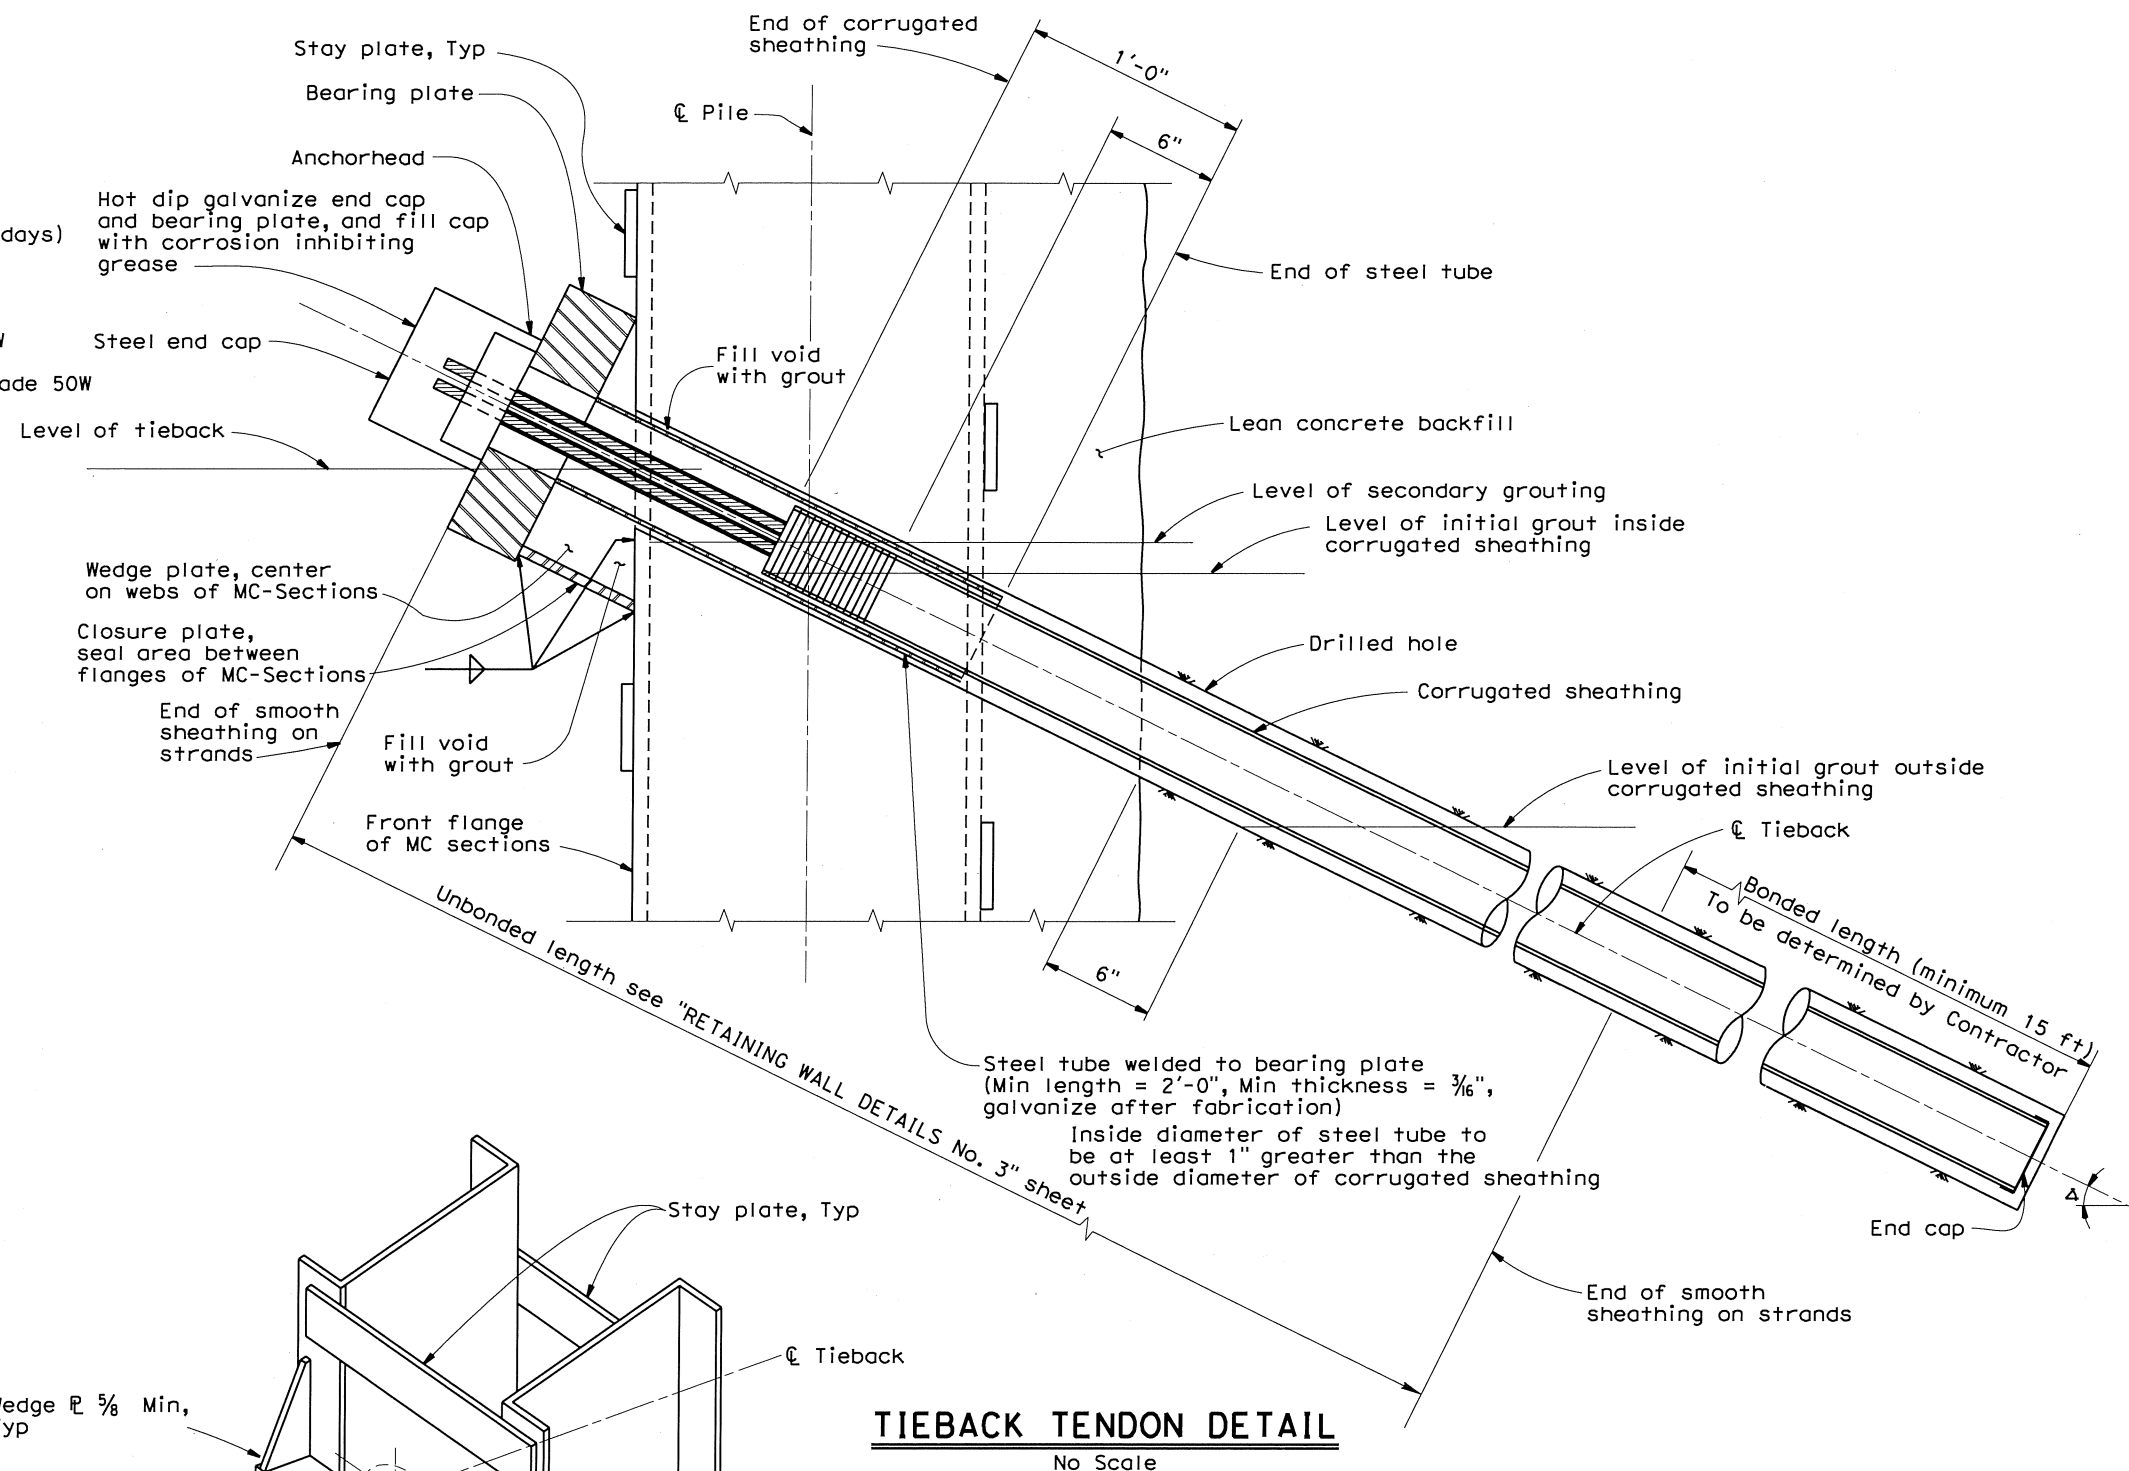 End of corrugated
sheathing
1'-0"
Stay plate, Typ
Bearing plate
℄ Pile
6"
Anchorhead
Hot dip galvanize end cap
and bearing plate, and fill cap
with corrosion inhibiting
grease
days)
End of steel tube
Steel end cap
Fill void
with grout
ade 50W
Level of tieback
Lean concrete backfill
Level of secondary grouting
Level of initial grout inside
corrugated sheathing
Wedge plate, center
on webs of MC-Sections
Closure plate,
seal area between
flanges of MC-Sections
Drilled hole
Corrugated sheathing
End of smooth
sheathing on
strands
Fill void
with grout
Level of initial grout outside
corrugated sheathing
Front flange
of MC sections
℄ Tieback
Bonded length (minimum 15 ft)
To be determined by Contractor
Unbonded length see "RETAINING WALL DETAILS No. 3" sheet
6"
Steel tube welded to bearing plate
(Min length = 2'-0", Min thickness = 3/16",
galvanize after fabrication)
Inside diameter of steel tube to
be at least 1" greater than the
outside diameter of corrugated sheathing
Δ
End cap
Stay plate, Typ
End of smooth
sheathing on strands
℄ Tieback
Wedge ⅊ 5/8 Min,
Typ
TIEBACK TENDON DETAIL
No Scale